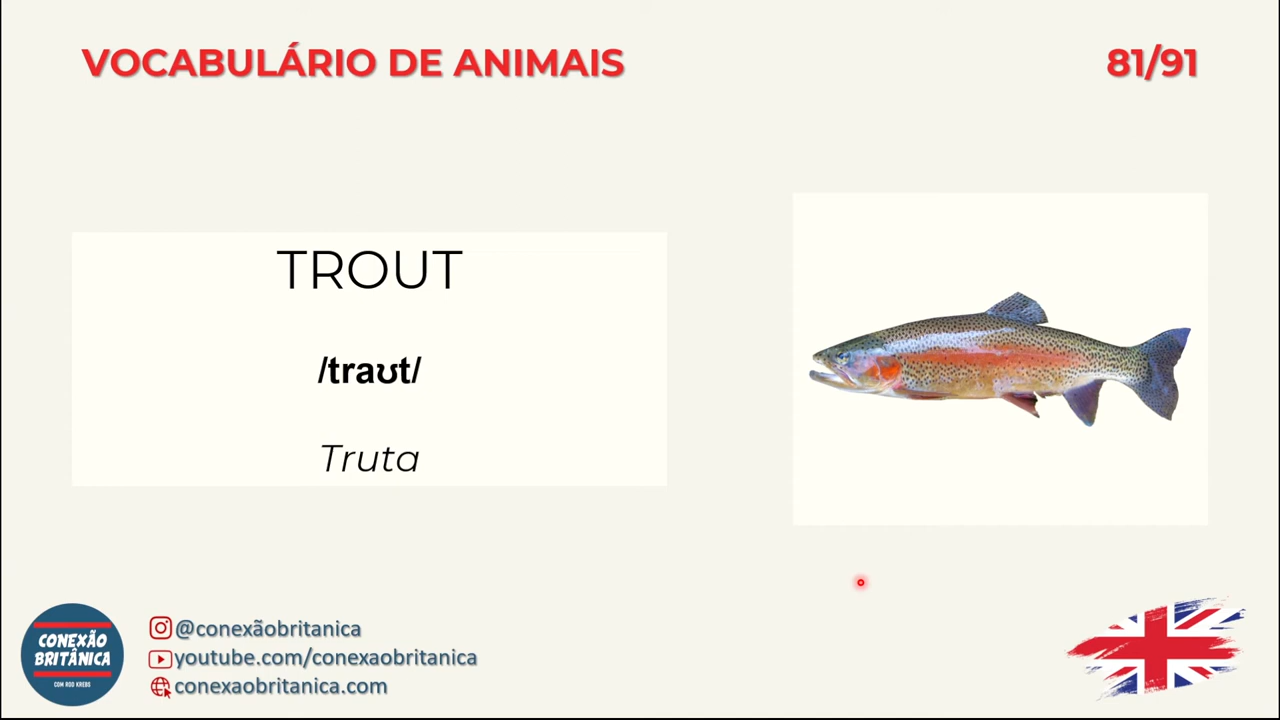 VOCABULÁRIO DE ANIMAIS
81/91
TROUT
/traʊt/
Truta
CONEXÃO
BRITÂNICA
COM ROD KREBS
@conexãobritanica
youtube.com/conexaobritanica
conexaobritanica.com